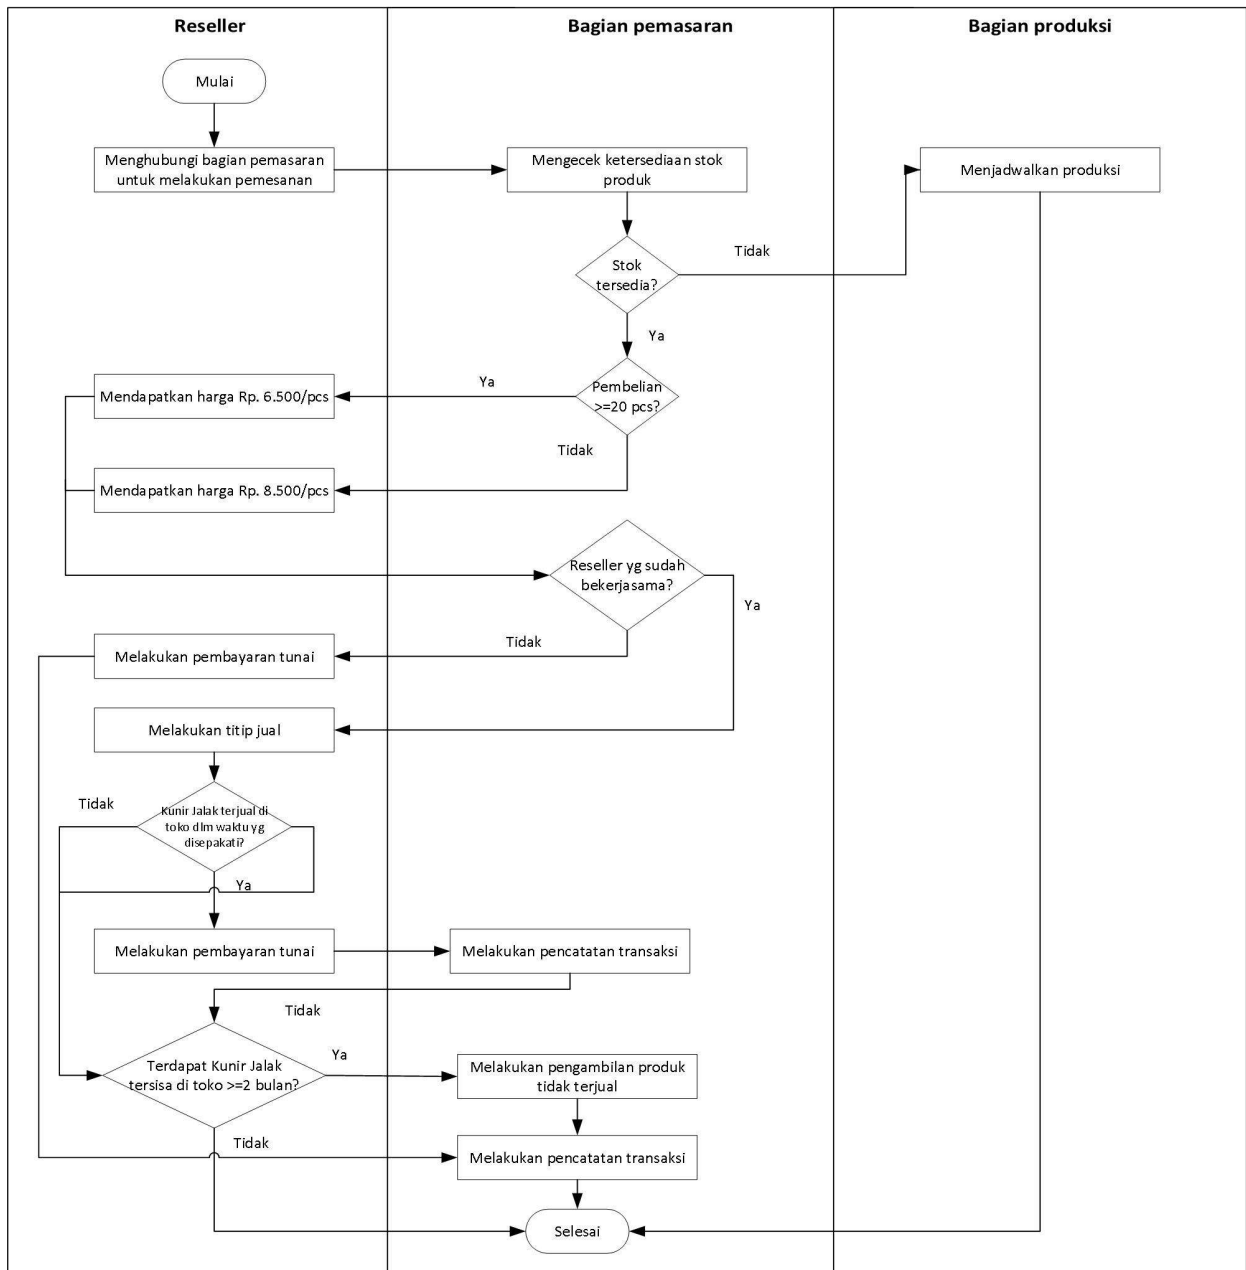 Reseller
Bagian pemasaran
Bagian produksi
Mulai
Menghubungi bagian pemasaran
untuk melakukan pemesanan
Mengecek ketersediaan stok
produk
Menjadwalkan produksi
Tidak
Stok
tersedia?
Ya
Ya
Pembelian
>=20 pcs?
Mendapatkan harga Rp. 6.500/pcs
Tidak
Mendapatkan harga Rp. 8.500/pcs
Reseller yg sudah
bekerjasama?
Ya
Tidak
Melakukan pembayaran tunai
Melakukan titip jual
Tidak
Kunir Jalak terjual di
toko dlm waktu yg
disepakati?
Ya
Melakukan pembayaran tunai
Melakukan pencatatan transaksi
Tidak
Ya
Terdapat Kunir Jalak
tersisa di toko >=2 bulan?
Melakukan pengambilan produk
tidak terjual
Tidak
Melakukan pencatatan transaksi
Selesai